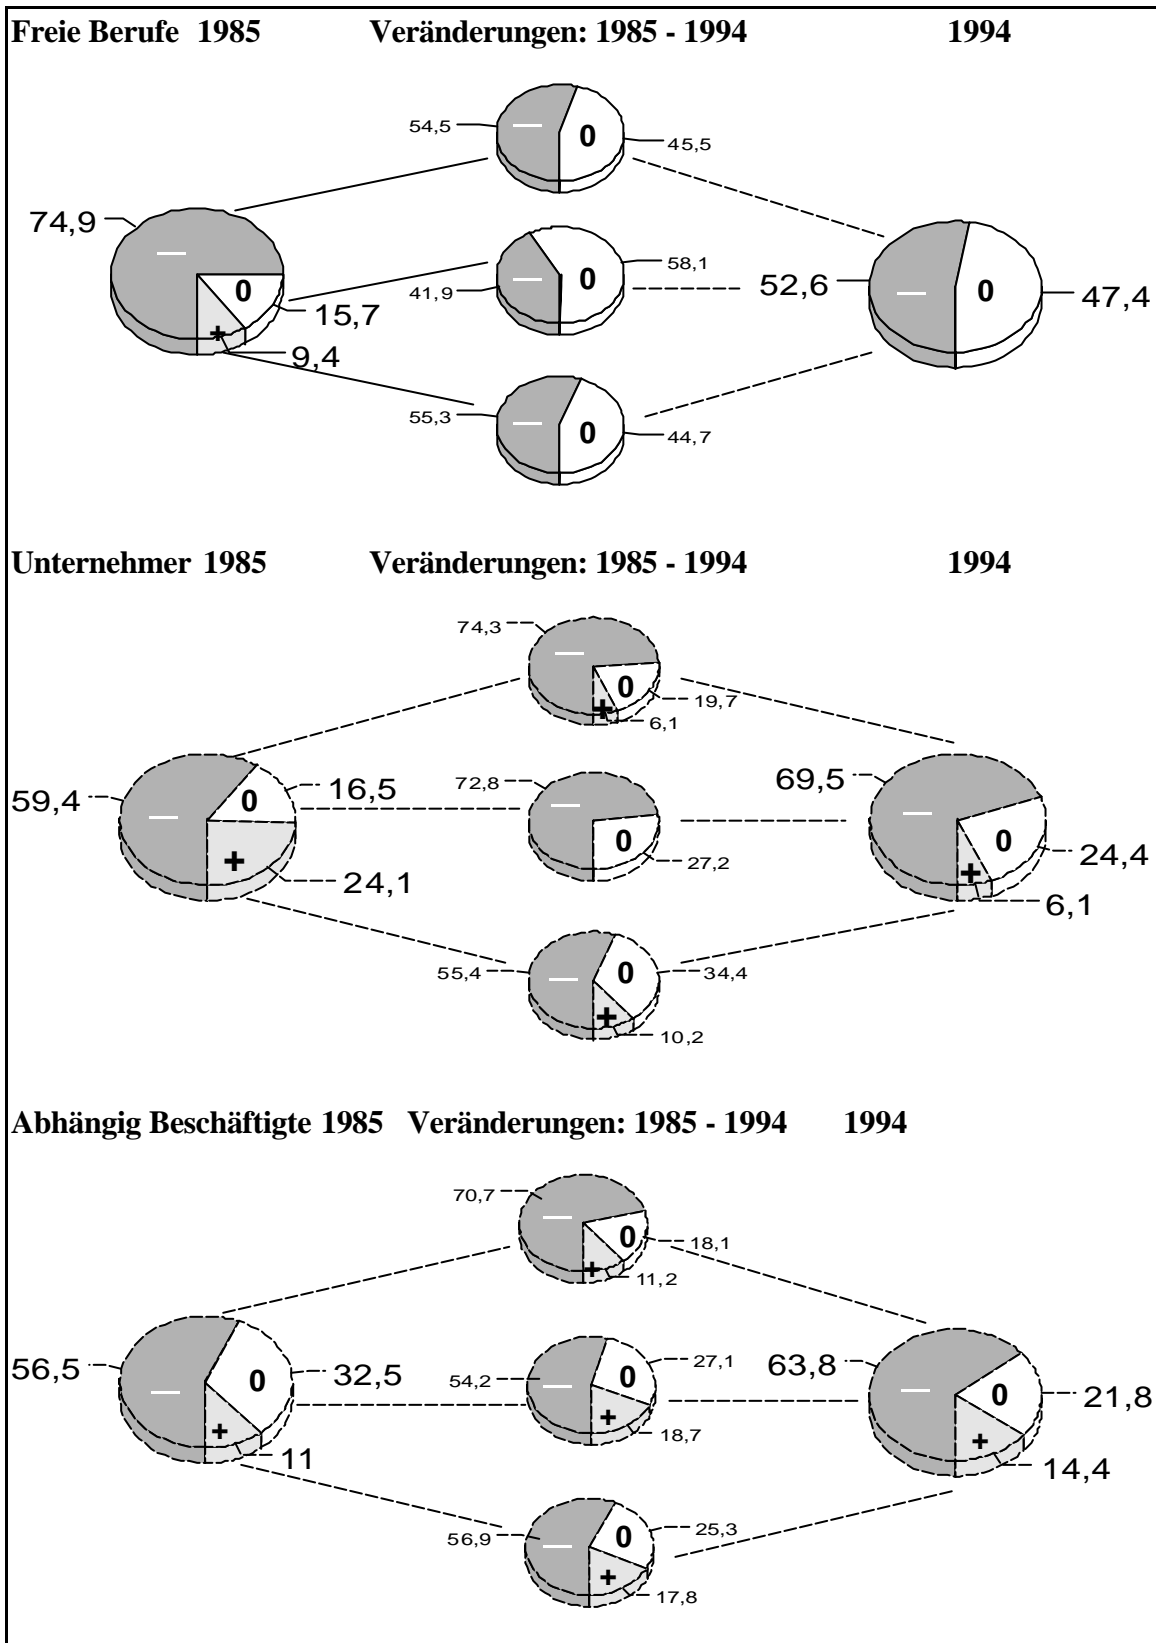 Freie Berufe 1985 Veränderungen: 1985 - 1994 1994
54,5 — 0 45,5
74,9 — 0 15,7 + 9,4
41,9 — 0 58,1
52,6 — 0 47,4
55,3 — 0 44,7
Unternehmer 1985 Veränderungen: 1985 - 1994 1994
74,3 — 0 19,7 + 6,1
59,4 — 0 16,5 + 24,1
72,8 — 0 27,2
69,5 — 0 24,4 + 6,1
55,4 — 0 34,4 + 10,2
Abhängig Beschäftigte 1985 Veränderungen: 1985 - 1994 1994
70,7 — 0 18,1 + 11,2
56,5 — 0 32,5 + 11
54,2 — 0 27,1 + 18,7
63,8 — 0 21,8 + 14,4
56,9 — 0 25,3 + 17,8